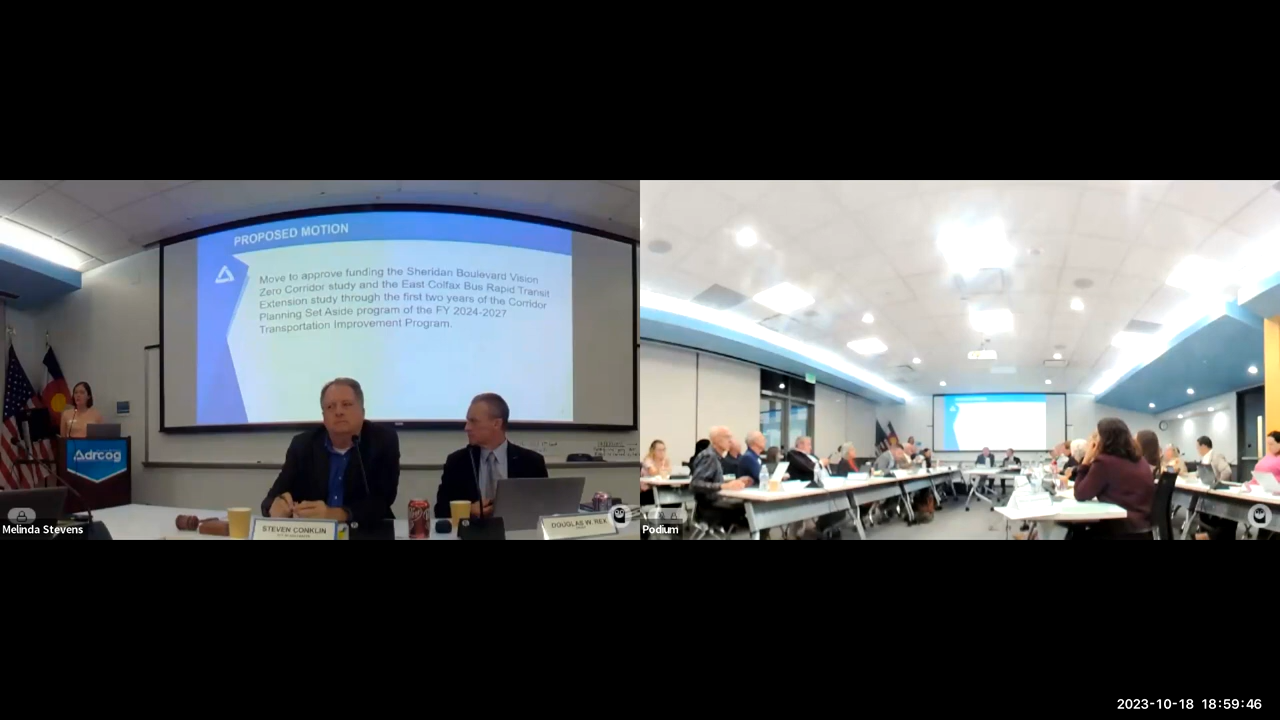 PROPOSED MOTION
Move to approve funding the Sheridan Boulevard Vision
Zero Corridor study and the East Colfax Bus Rapid Transit
Extension study through the first two years of the Corridor
Planning Set Aside program of the FY 2024-2027
Transportation Improvement Program.
drcog
STEVEN CONKLIN
DOUGLAS W. REX
Melinda Stevens
Podium
2023-10-18 18:59:46